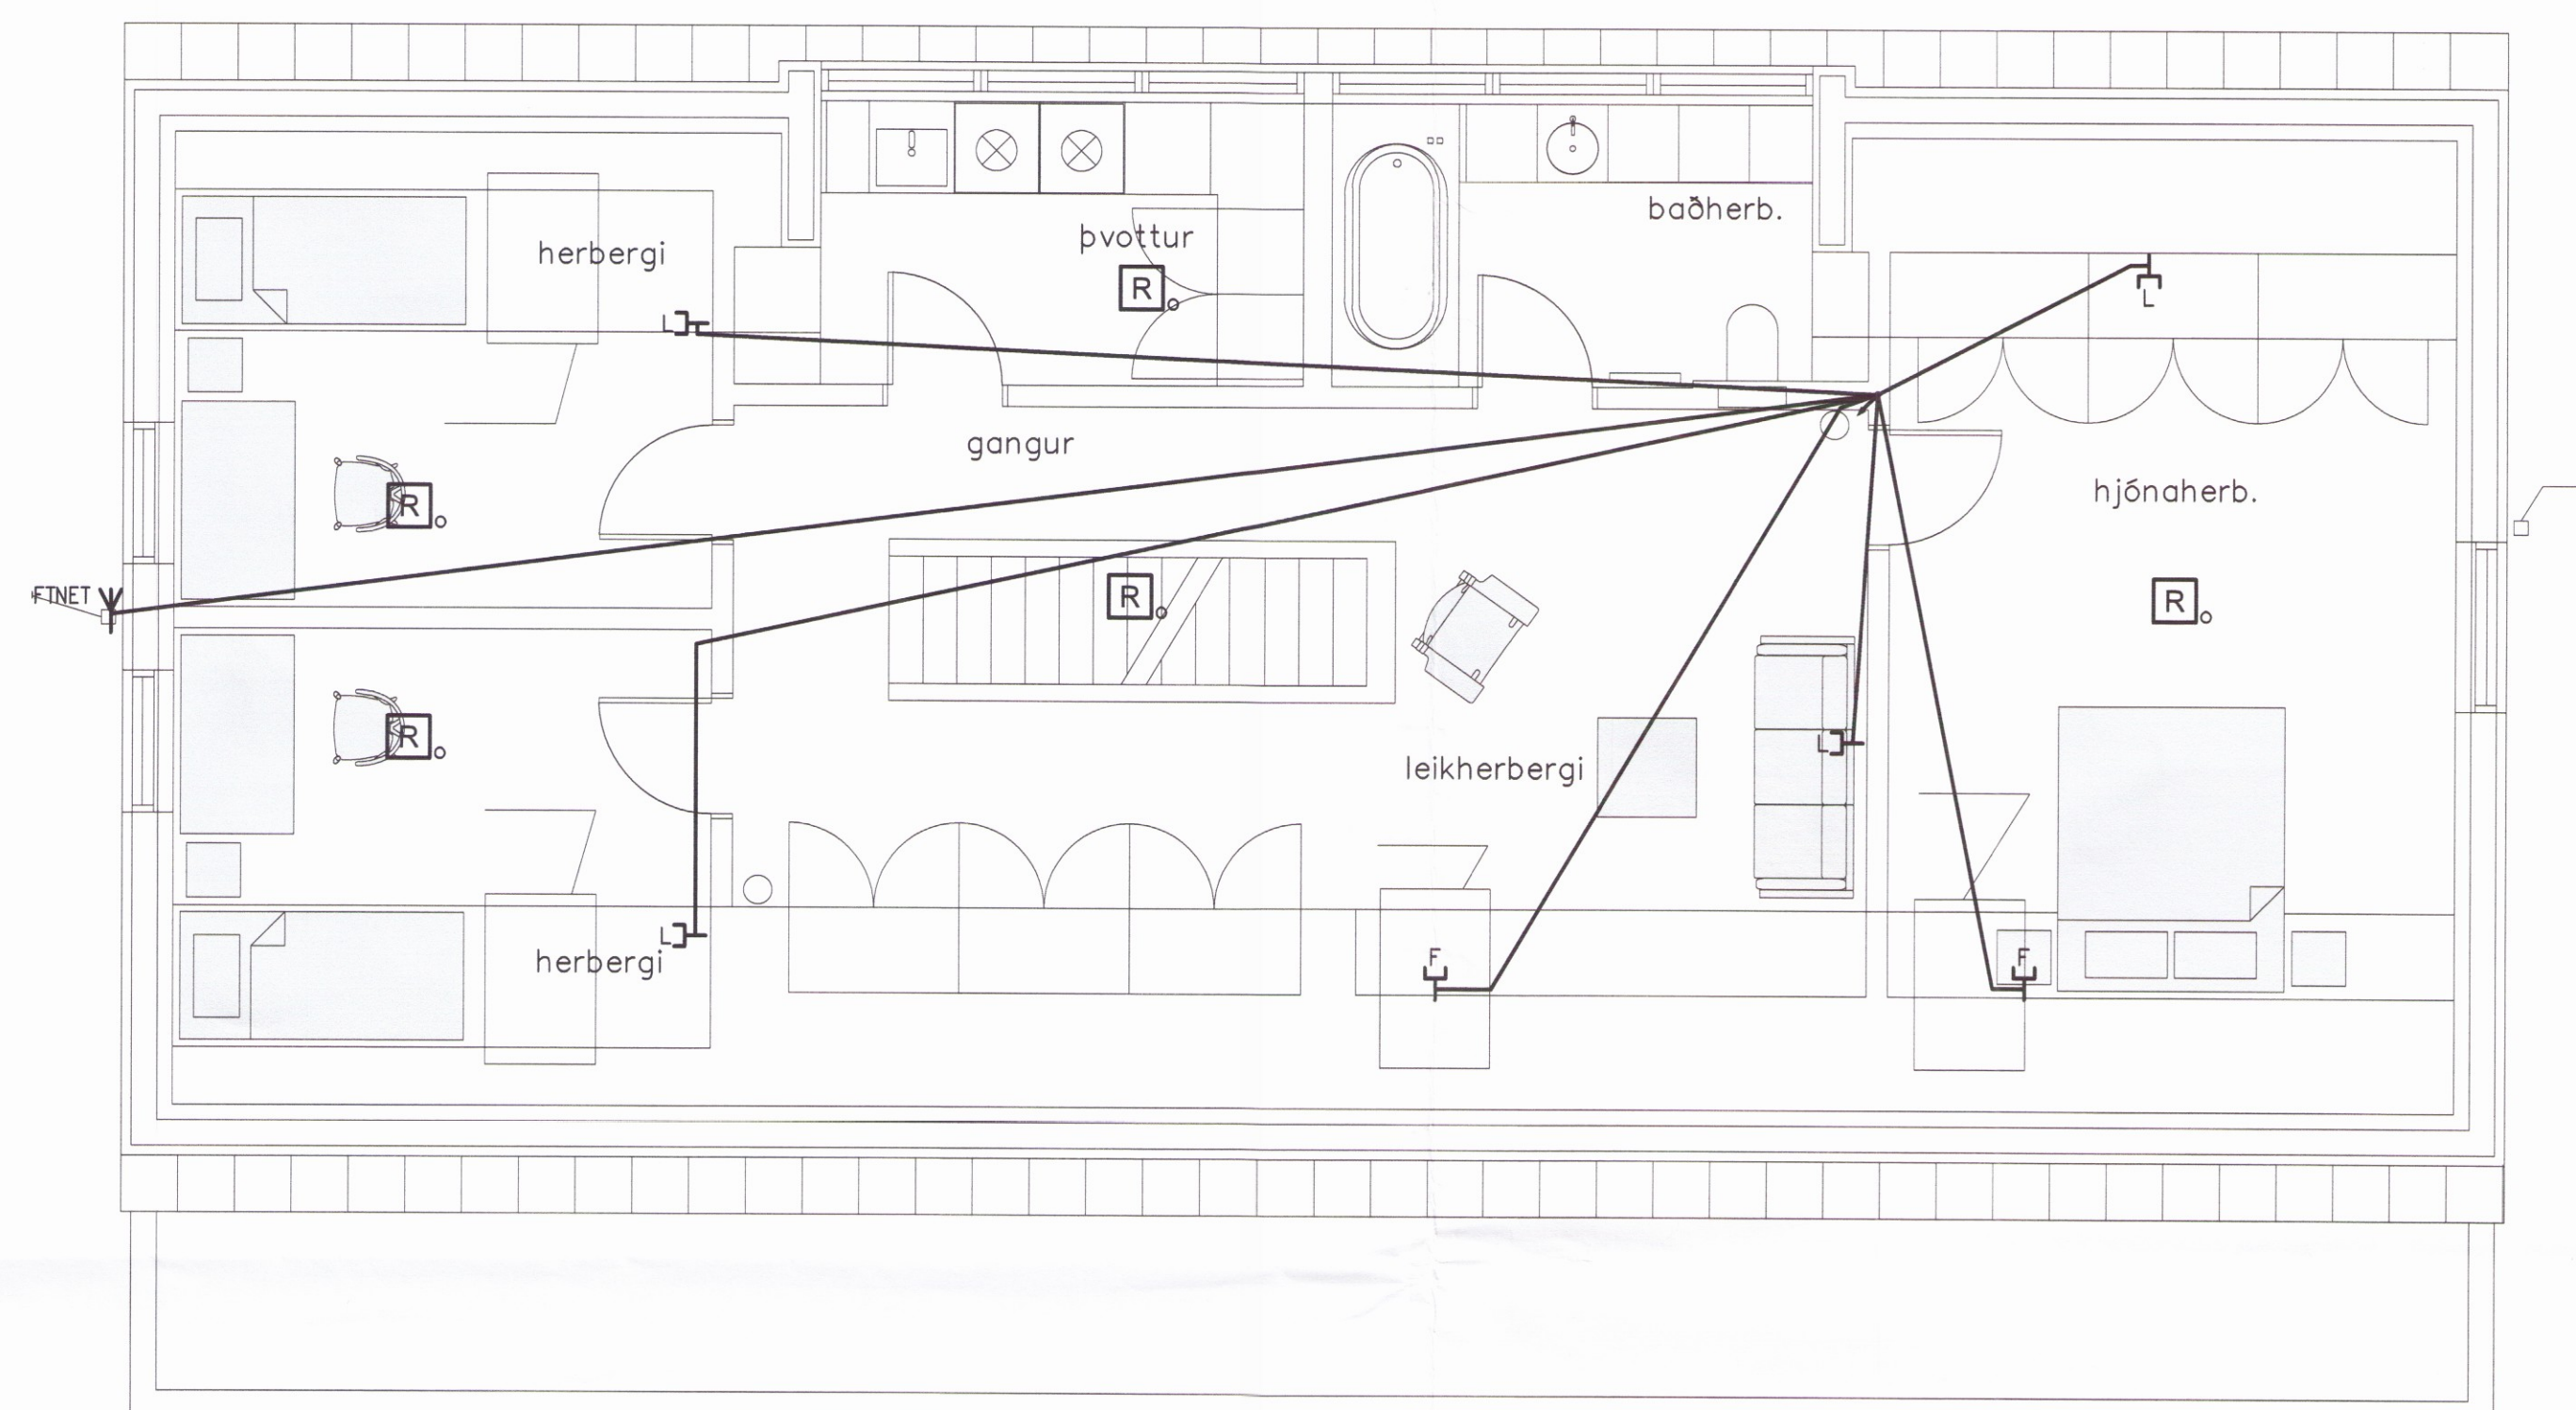 baðherb.
þvottur
herbergi
R
L
L
gangur
hjónaherb.
R
FTNET
R
R
R
L
leikherbergi
L
herbergi
F
F